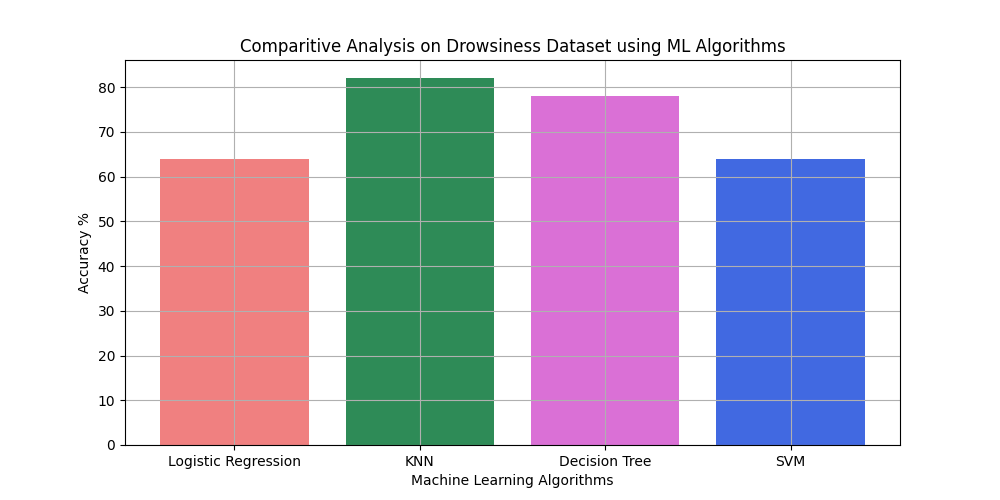 Comparitive Analysis on Drowsiness Dataset using ML Algorithms
Accuracy %
80
70
60
50
40
30
20
10
0
Logistic Regression KNN Decision Tree SVM
Machine Learning Algorithms